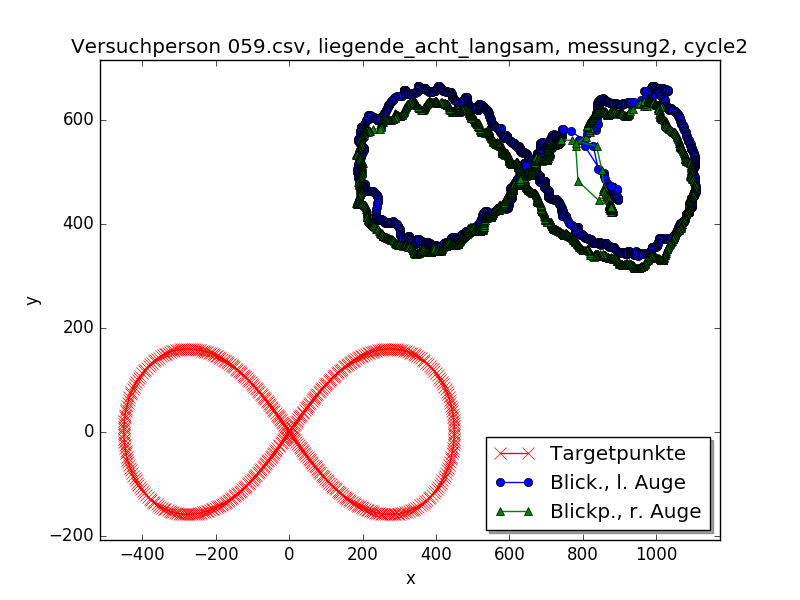 Versuchperson 059.csv, liegende_acht_langsam, messung2, cycle2
y
600
400
200
0
−200
−400
−200
0
200
400
600
800
1000
x
Targetpunkte
Blick., l. Auge
Blickp., r. Auge